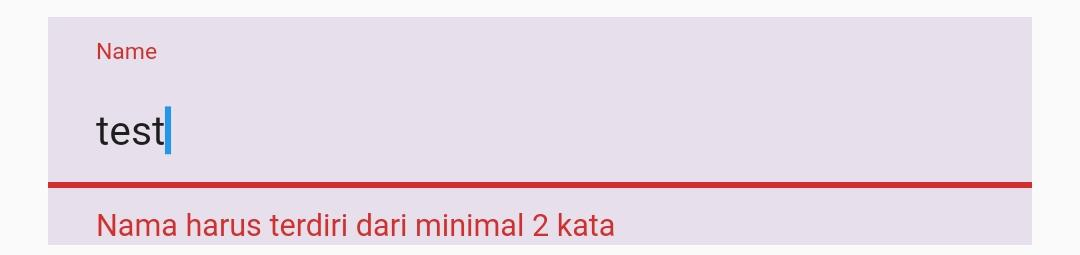 Name
test
Nama harus terdiri dari minimal 2 kata